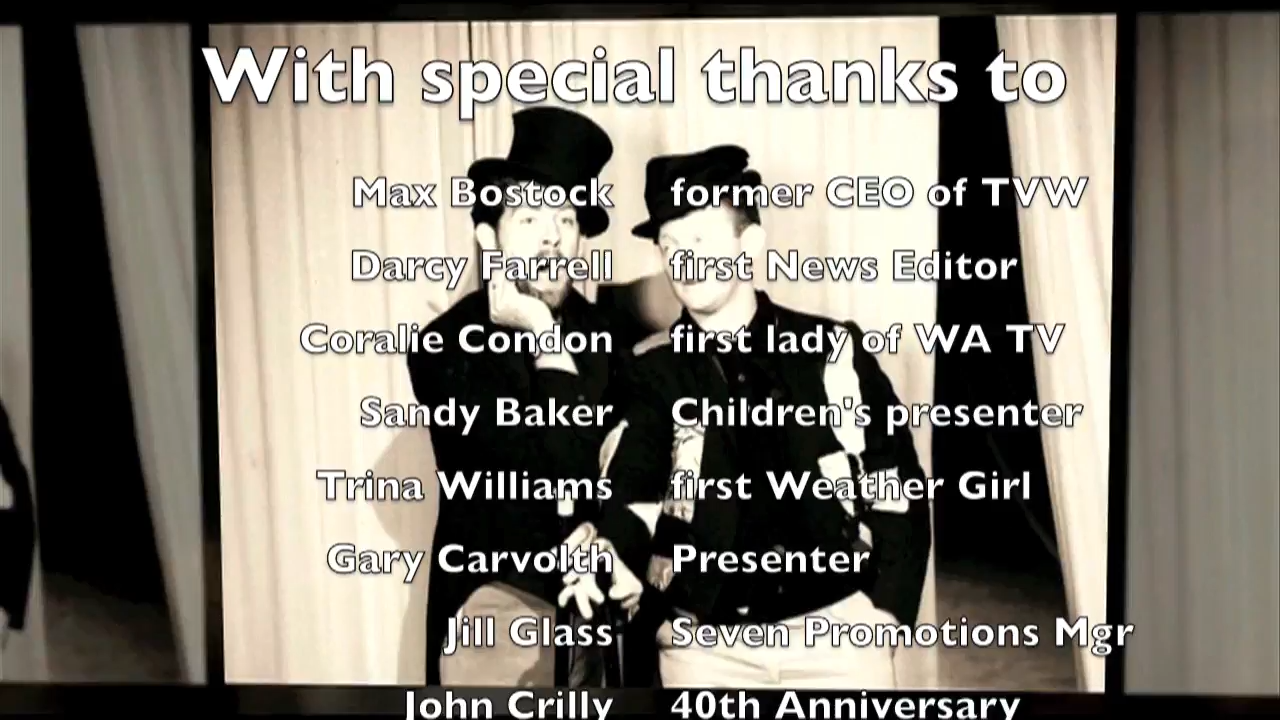 With special thanks to
Max Bostock former CEO of TVW
Darcy Farrell first News Editor
Coralie Condon first lady of WA TV
Sandy Baker Children's presenter
Trina Williams first Weather Girl
Gary Carvolth Presenter
Jill Glass Seven Promotions Mgr
John Crilly 40th Anniversary